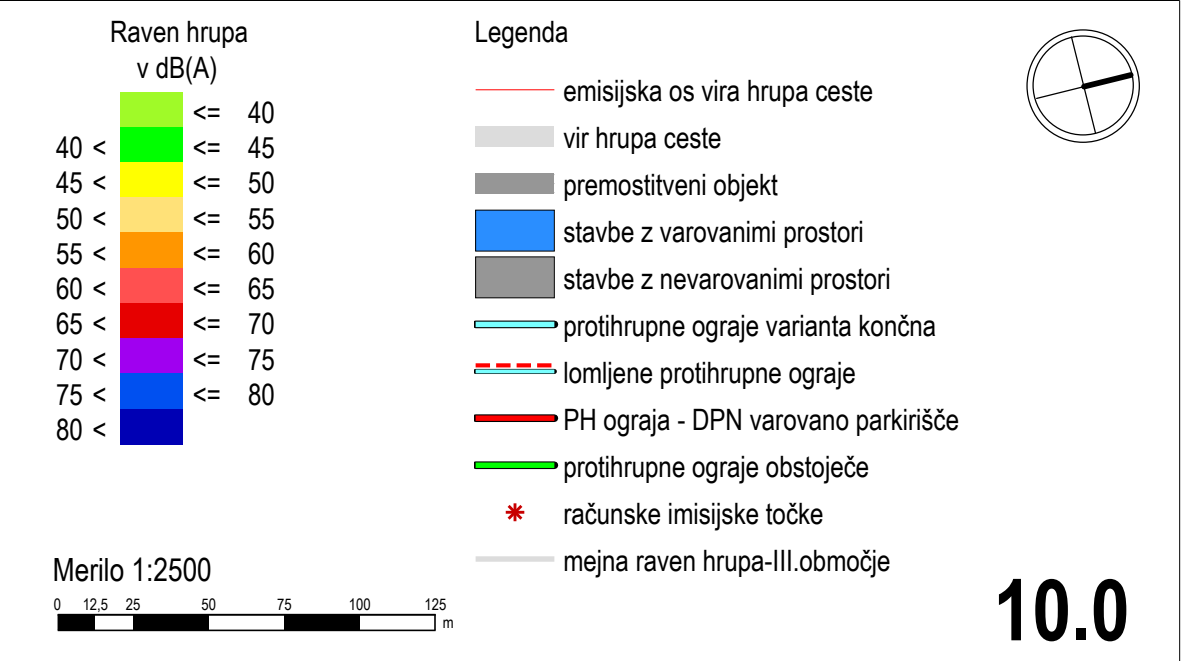 Raven hrupa
v dB(A)
<= 40
40 < <= 45
45 < <= 50
50 < <= 55
55 < <= 60
60 < <= 65
65 < <= 70
70 < <= 75
75 < <= 80
80 <
Merilo 1:2500
0 12,5 25 50 75 100 125
m
Legenda
emisijska os vira hrupa ceste
vir hrupa ceste
premostitveni objekt
stavbe z varovanimi prostori
stavbe z nevarovanimi prostori
protihrupne ograje varianta končna
lomljene protihrupne ograje
PH ograja - DPN varovano parkirišče
protihrupne ograje obstoječe
računske imisijske točke
mejna raven hrupa-III.območje
10.0